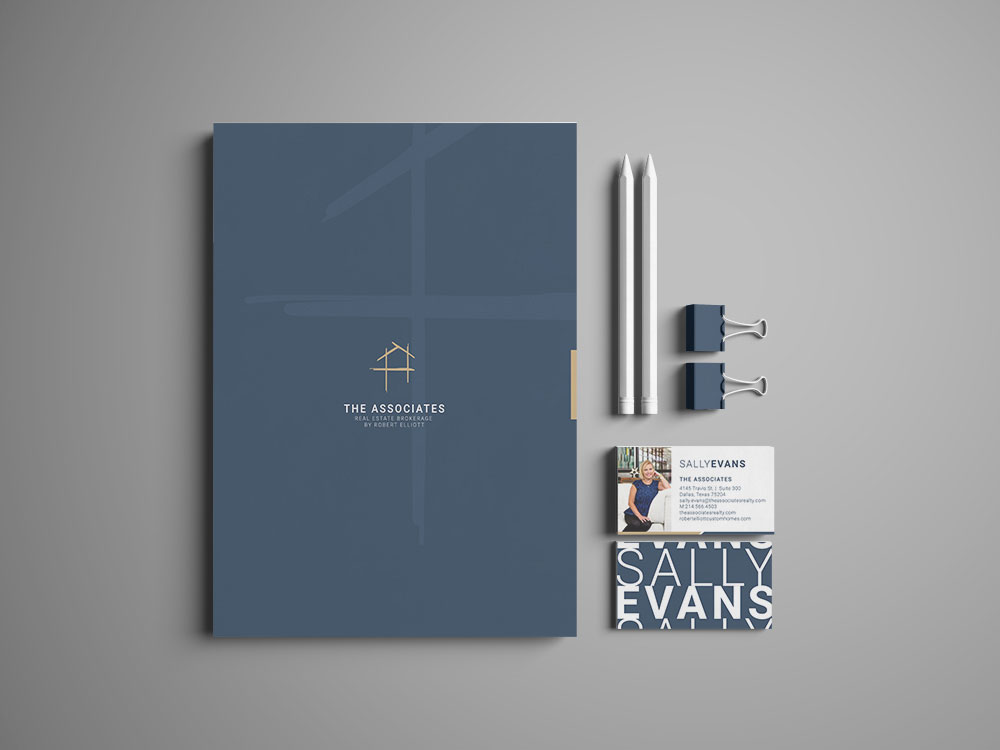 THE ASSOCIATES
REAL ESTATE BROKERAGE
BY ROBERT ELLIOTT
SALLYEVANS
THE ASSOCIATES
4145 Travis St. | Suite 300
Dallas, Texas 75204
sally.evans@theassociatesrealty.com
M:214.566.4503
theassociatesrealty.com
robertelliottcustomhomes.com
EVANS
SALLY
EVANS
SALLY